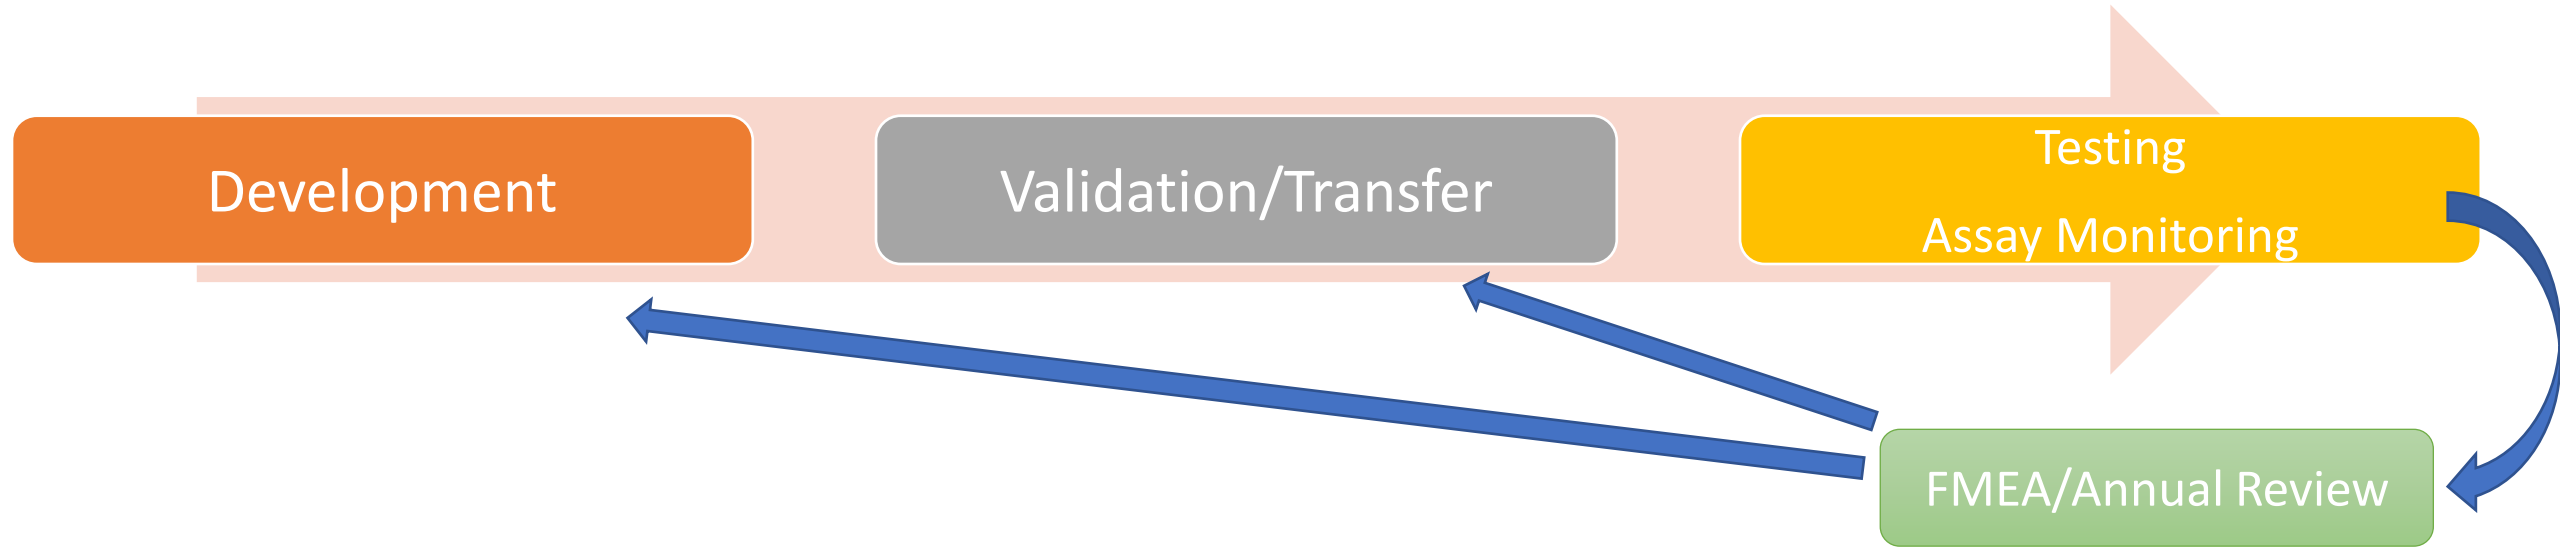 Development
Validation/Transfer
Testing
Assay Monitoring
FMEA/Annual Review